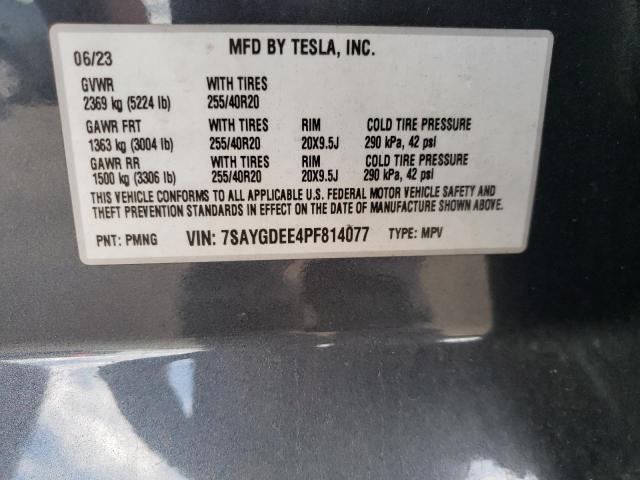 06/23 MFD BY TESLA, INC.
GVWR WITH TIRES
2369 kg (5224 lb) 255/40R20
GAWR FRT WITH TIRES RIM COLD TIRE PRESSURE
1363 kg (3004 lb) 255/40R20 20X9.5J 290 kPa, 42 psi
GAWR RR WITH TIRES RIM COLD TIRE PRESSURE
1500 kg (3306 lb) 255/40R20 20X9.5J 290 kPa, 42 psi
THIS VEHICLE CONFORMS TO ALL APPLICABLE U.S. FEDERAL MOTOR VEHICLE SAFETY AND
THEFT PREVENTION STANDARDS IN EFFECT ON DATE OF MANUFACTURE SHOWN ABOVE.
PNT: PMNG VIN: 7SAYGDEE4PF814077 TYPE: MPV